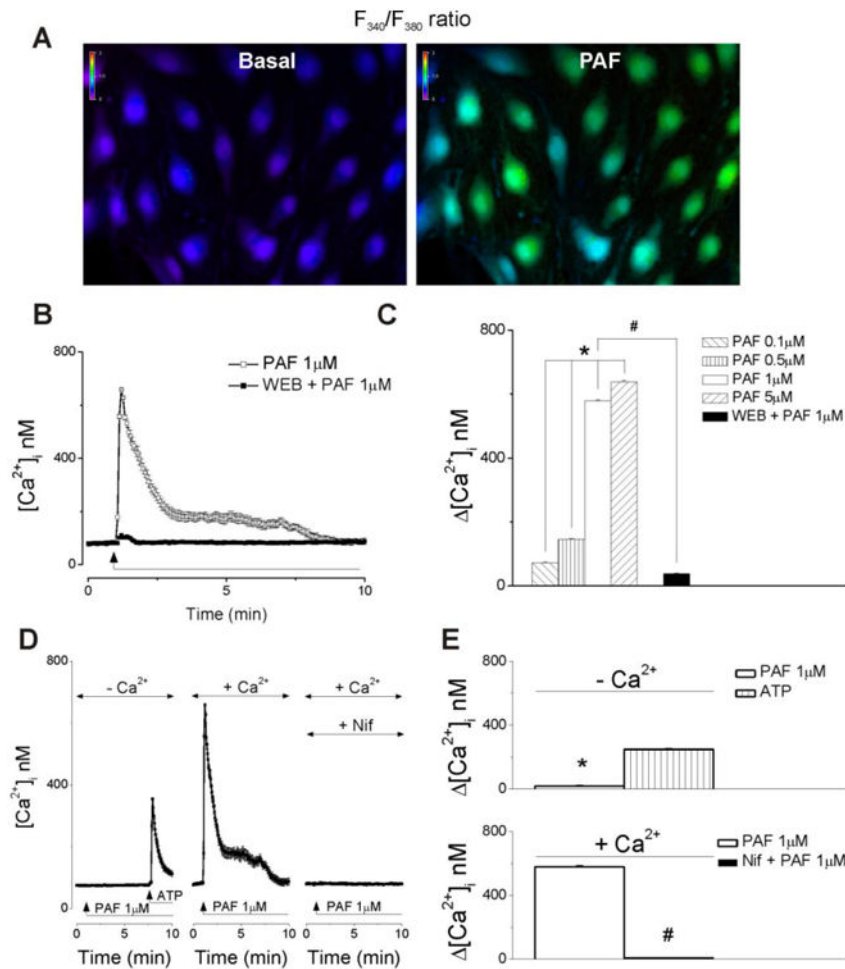 F₃₄₀/F₃₈₀ ratio
A
Basal
PAF
B
800
400
0
[Ca²⁺]ᵢ nM
PAF 1µM
WEB + PAF 1µM
0
5
10
Time (min)
C
800
400
0
Δ[Ca²⁺]ᵢ nM
*
#
PAF 0.1µM
PAF 0.5µM
PAF 1µM
PAF 5µM
WEB + PAF 1µM
D
800
400
0
[Ca²⁺]ᵢ nM
- Ca²⁺
+ Ca²⁺
+ Ca²⁺
+ Nif
ATP
PAF 1µM
PAF 1µM
PAF 1µM
0 5 10
0 5 10
0 5 10
Time (min)
Time (min)
Time (min)
E
800
400
0
Δ[Ca²⁺]ᵢ nM
- Ca²⁺
*
PAF 1µM
ATP
800
400
0
Δ[Ca²⁺]ᵢ nM
+ Ca²⁺
#
PAF 1µM
Nif + PAF 1µM